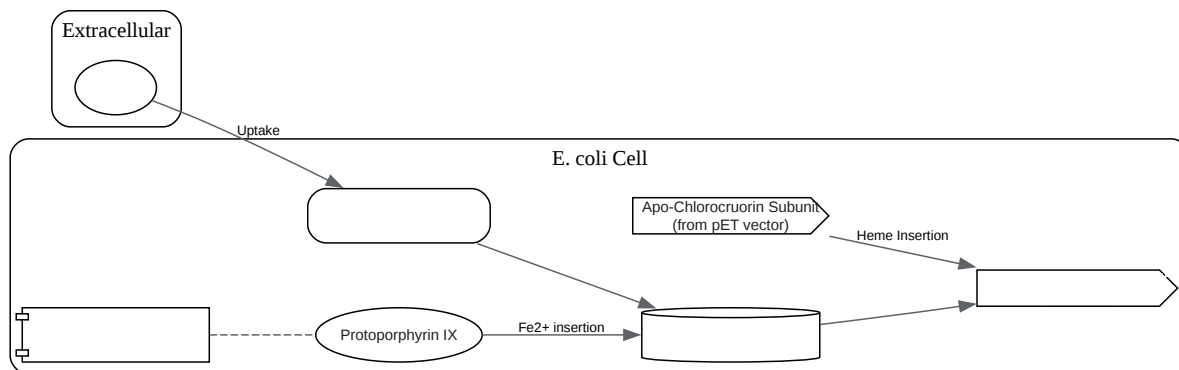 Extracellular
Uptake
E. coli Cell
Apo-Chlorocruorin Subunit
(from pET vector)
Heme Insertion
Protoporphyrin IX
Fe2+ insertion